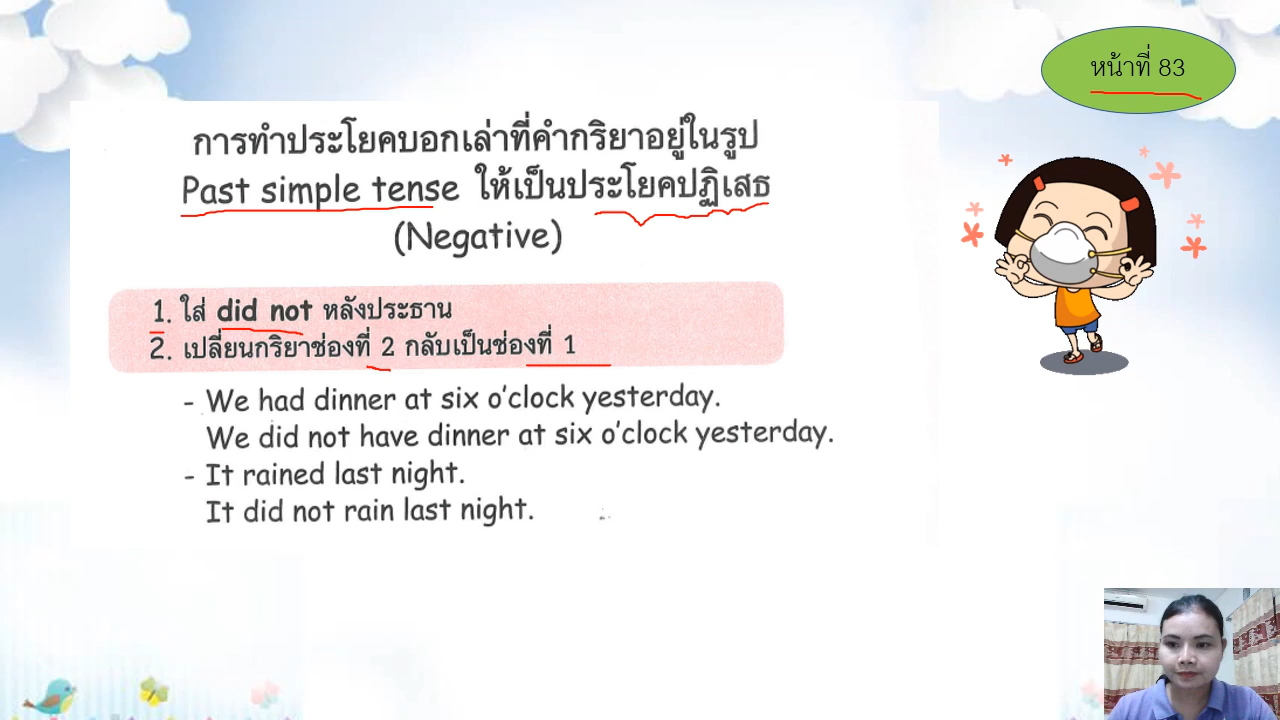 หน้าที่ 83
การทำประโยคบอกเล่าที่คำกริยาอยู่ในรูป
Past simple tense ให้เป็นประโยคปฏิเสธ
(Negative)
1. ใส่ did not หลังประธาน
2. เปลี่ยนกริยาช่องที่ 2 กลับเป็นช่องที่ 1
- We had dinner at six o'clock yesterday.
We did not have dinner at six o'clock yesterday.
- It rained last night.
It did not rain last night.